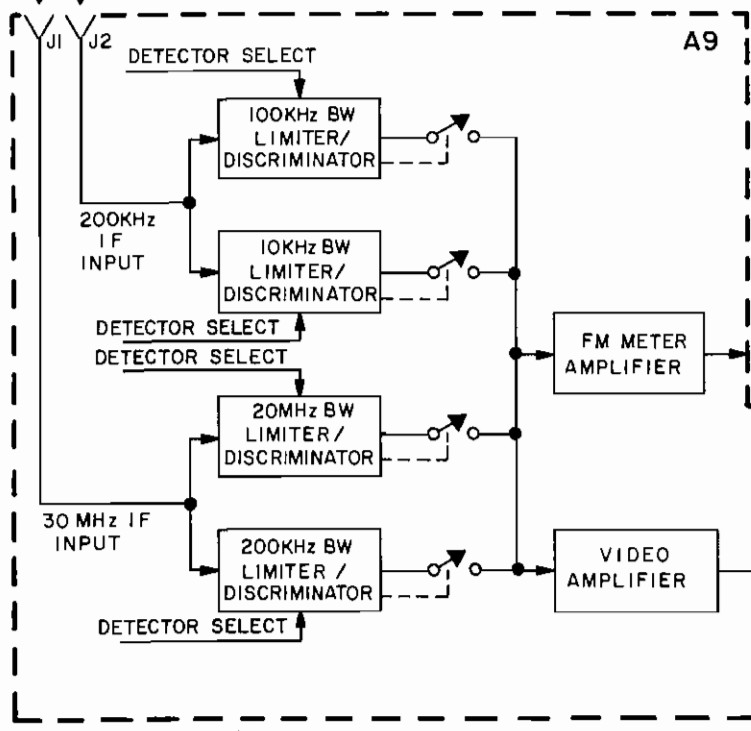 J1 J2
A9
DETECTOR SELECT
100KHz BW
LIMITER/
DISCRIMINATOR
200KHz
IF
INPUT
10KHz BW
LIMITER/
DISCRIMINATOR
DETECTOR SELECT
DETECTOR SELECT
FM METER
AMPLIFIER
20MHz BW
LIMITER/
DISCRIMINATOR
30 MHz IF
INPUT
200KHz BW
LIMITER /
DISCRIMINATOR
VIDEO
AMPLIFIER
DETECTOR SELECT